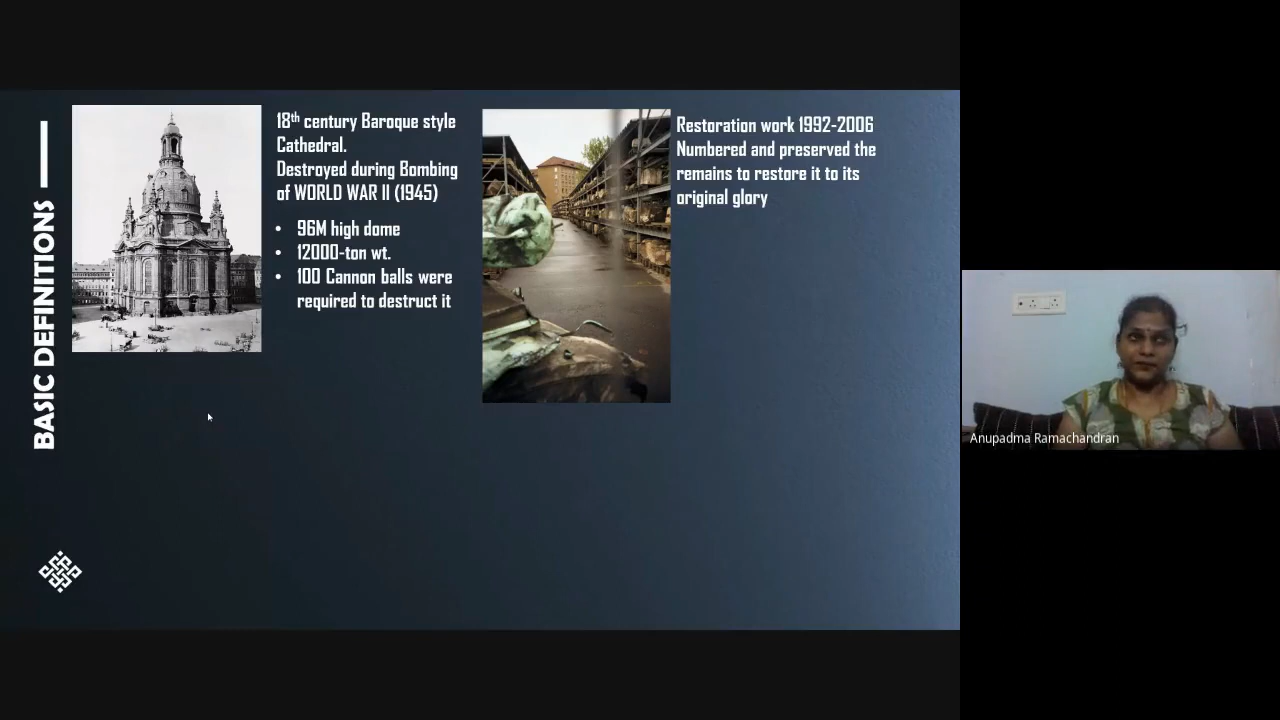 BASIC DEFINITIONS
18th century Baroque style
Cathedral.
Destroyed during Bombing
of WORLD WAR II (1945)
• 96M high dome
• 12000-ton wt.
• 100 Cannon balls were
required to destruct it
Restoration work 1992-2006
Numbered and preserved the
remains to restore it to its
original glory
Anupadma Ramachandran